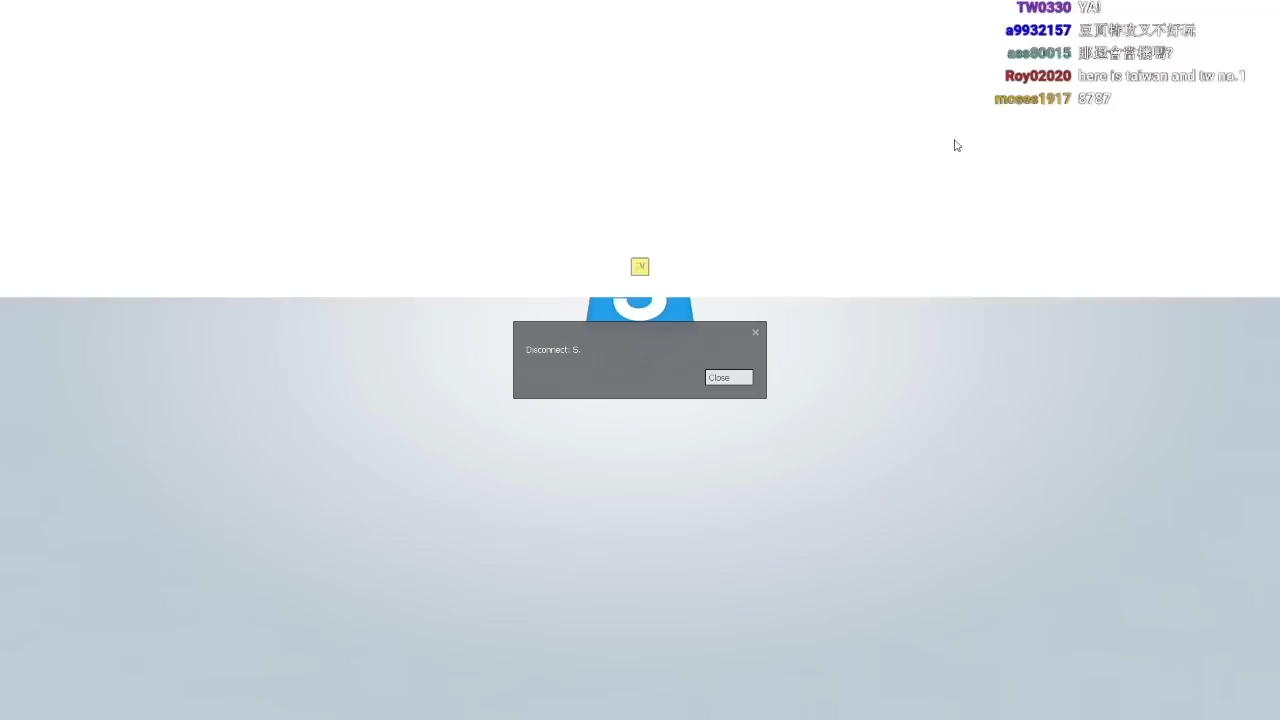 TW0330 YA!
a9932157 豆頁特攻又不好玩
ass80015 那還會當機嗎?
Roy02020 here is taiwan and tw no.1
moses1917 8787
Disconnect: S.
Close